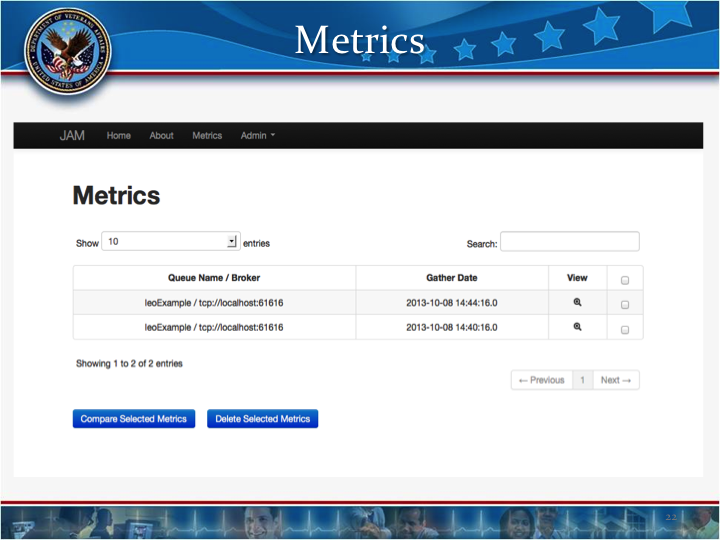 DEPARTMENT OF VETERANS AFFAIRS
UNITED STATES OF AMERICA
Metrics
JAM Home About Metrics Admin
Metrics
Show 10 entries Search:
Queue Name / Broker Gather Date View
leoExample / tcp://localhost:61616 2013-10-08 14:44:16.0
leoExample / tcp://localhost:61616 2013-10-08 14:40:16.0
Showing 1 to 2 of 2 entries
← Previous 1 Next →
Compare Selected Metrics Delete Selected Metrics
22